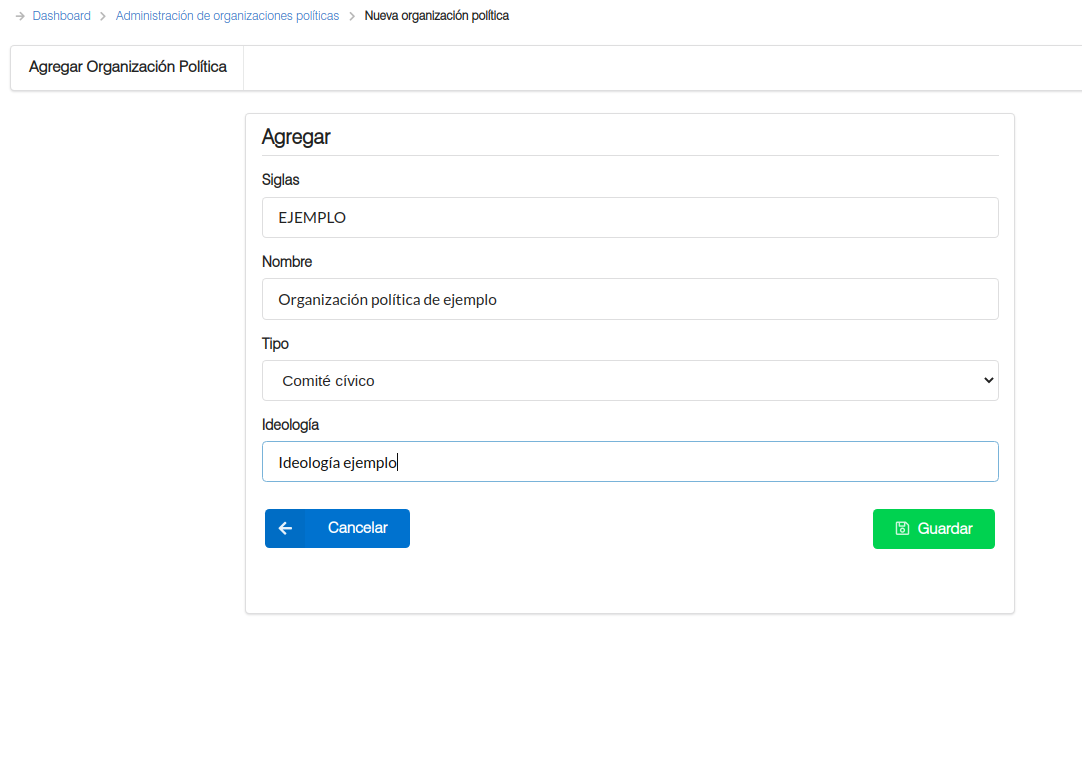 Dashboard Administración de organizaciones políticas Nueva organización política
Agregar Organización Política
Agregar
Siglas
EJEMPLO
Nombre
Organización política de ejemplo
Tipo
Comité cívico
Ideología
Ideología ejemplo
Cancelar Guardar